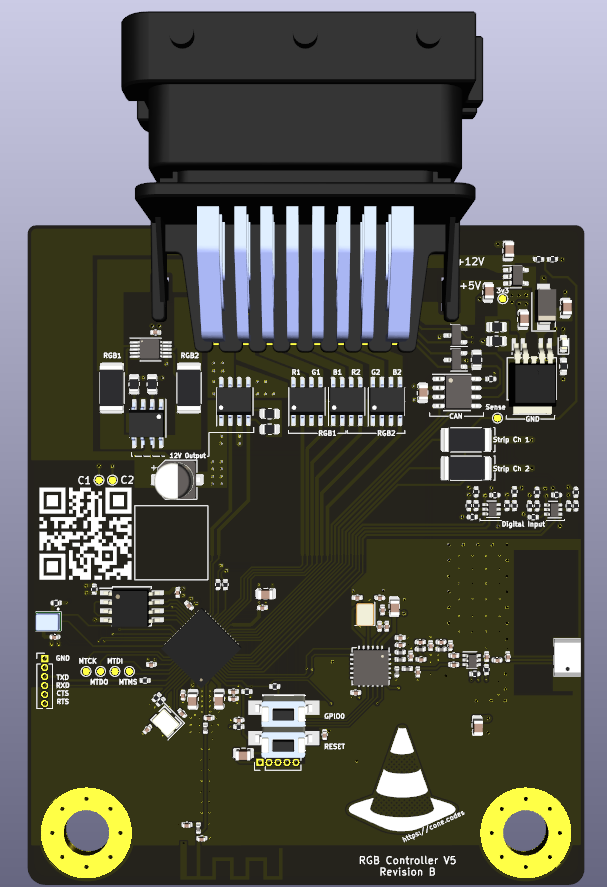 +12V
+5V
3v3
RGB1
RGB2
R1
G1
B1
R2
G2
B2
CAN
GND
Sense
RGB1
RGB2
Strip Ch 1
Strip Ch 2
12V Output
+
C1
C2
Digital Input
GND
TXD
RXD
CTS
RTS
MTCK
MTDI
MTDO
MTMS
GPIO0
RESET
https://cone.codes
RGB Controller V5
Revision B